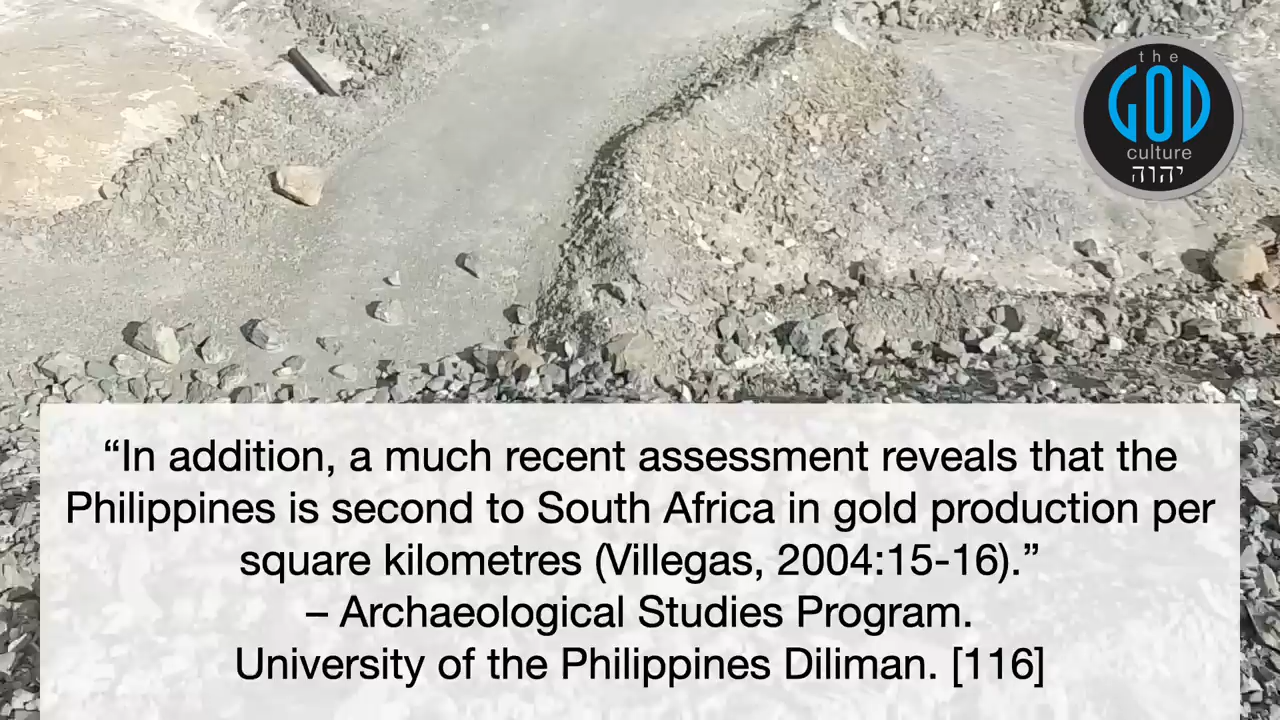 the
GOD
culture
יהוה
“In addition, a much recent assessment reveals that the
Philippines is second to South Africa in gold production per
square kilometres (Villegas, 2004:15-16).”
– Archaeological Studies Program.
University of the Philippines Diliman. [116]